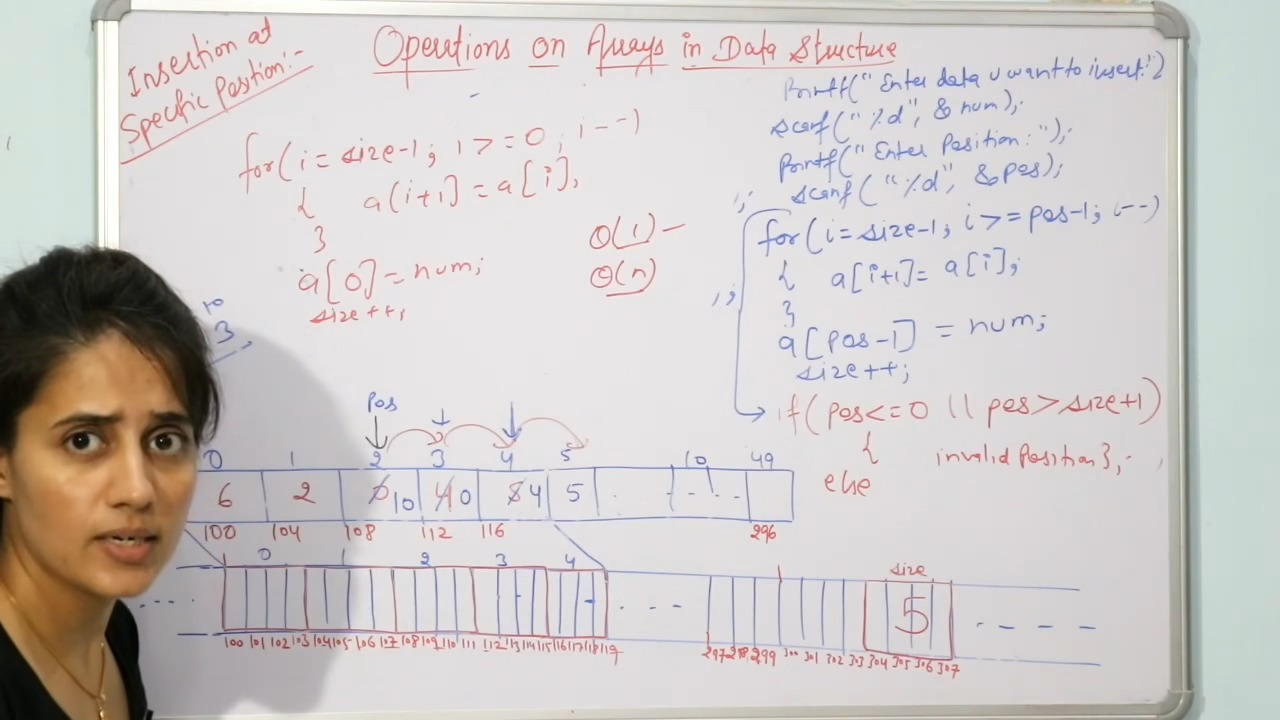 Insertion at
Specific Position:-
Operations on Arrays in Data Structure
for(i=size-1; i>=0; i--)
{ a(i+1]=a[i];
}
a[0]=num;
size++;
O(1)-
O(n)
10
3
Printf("Enter data u want to insert:")
scanf("%d", & num);
Printf("Enter Position:");
scanf("%d", &pos);
for(i=size-1; i>=pos-1; i--)
{ a[i+1]=a[i];
}
a[pos-1] = num;
size++;
if( pos<=0 || pos>size+1)
{ invalid position};
else
Pos
0 1 2 3 4 5 10 49
6 2 0 10 4 0 8 4 5 . - - . .
100 104 108 112 116 296
0 1 2 3 4 size
---- . --- 5 ----
100 101 102 103 104 105 106 107 108 109 110 111 112 113 114 115 116 117 118 119 297 298 299 300 301 302 303 304 305 306 307